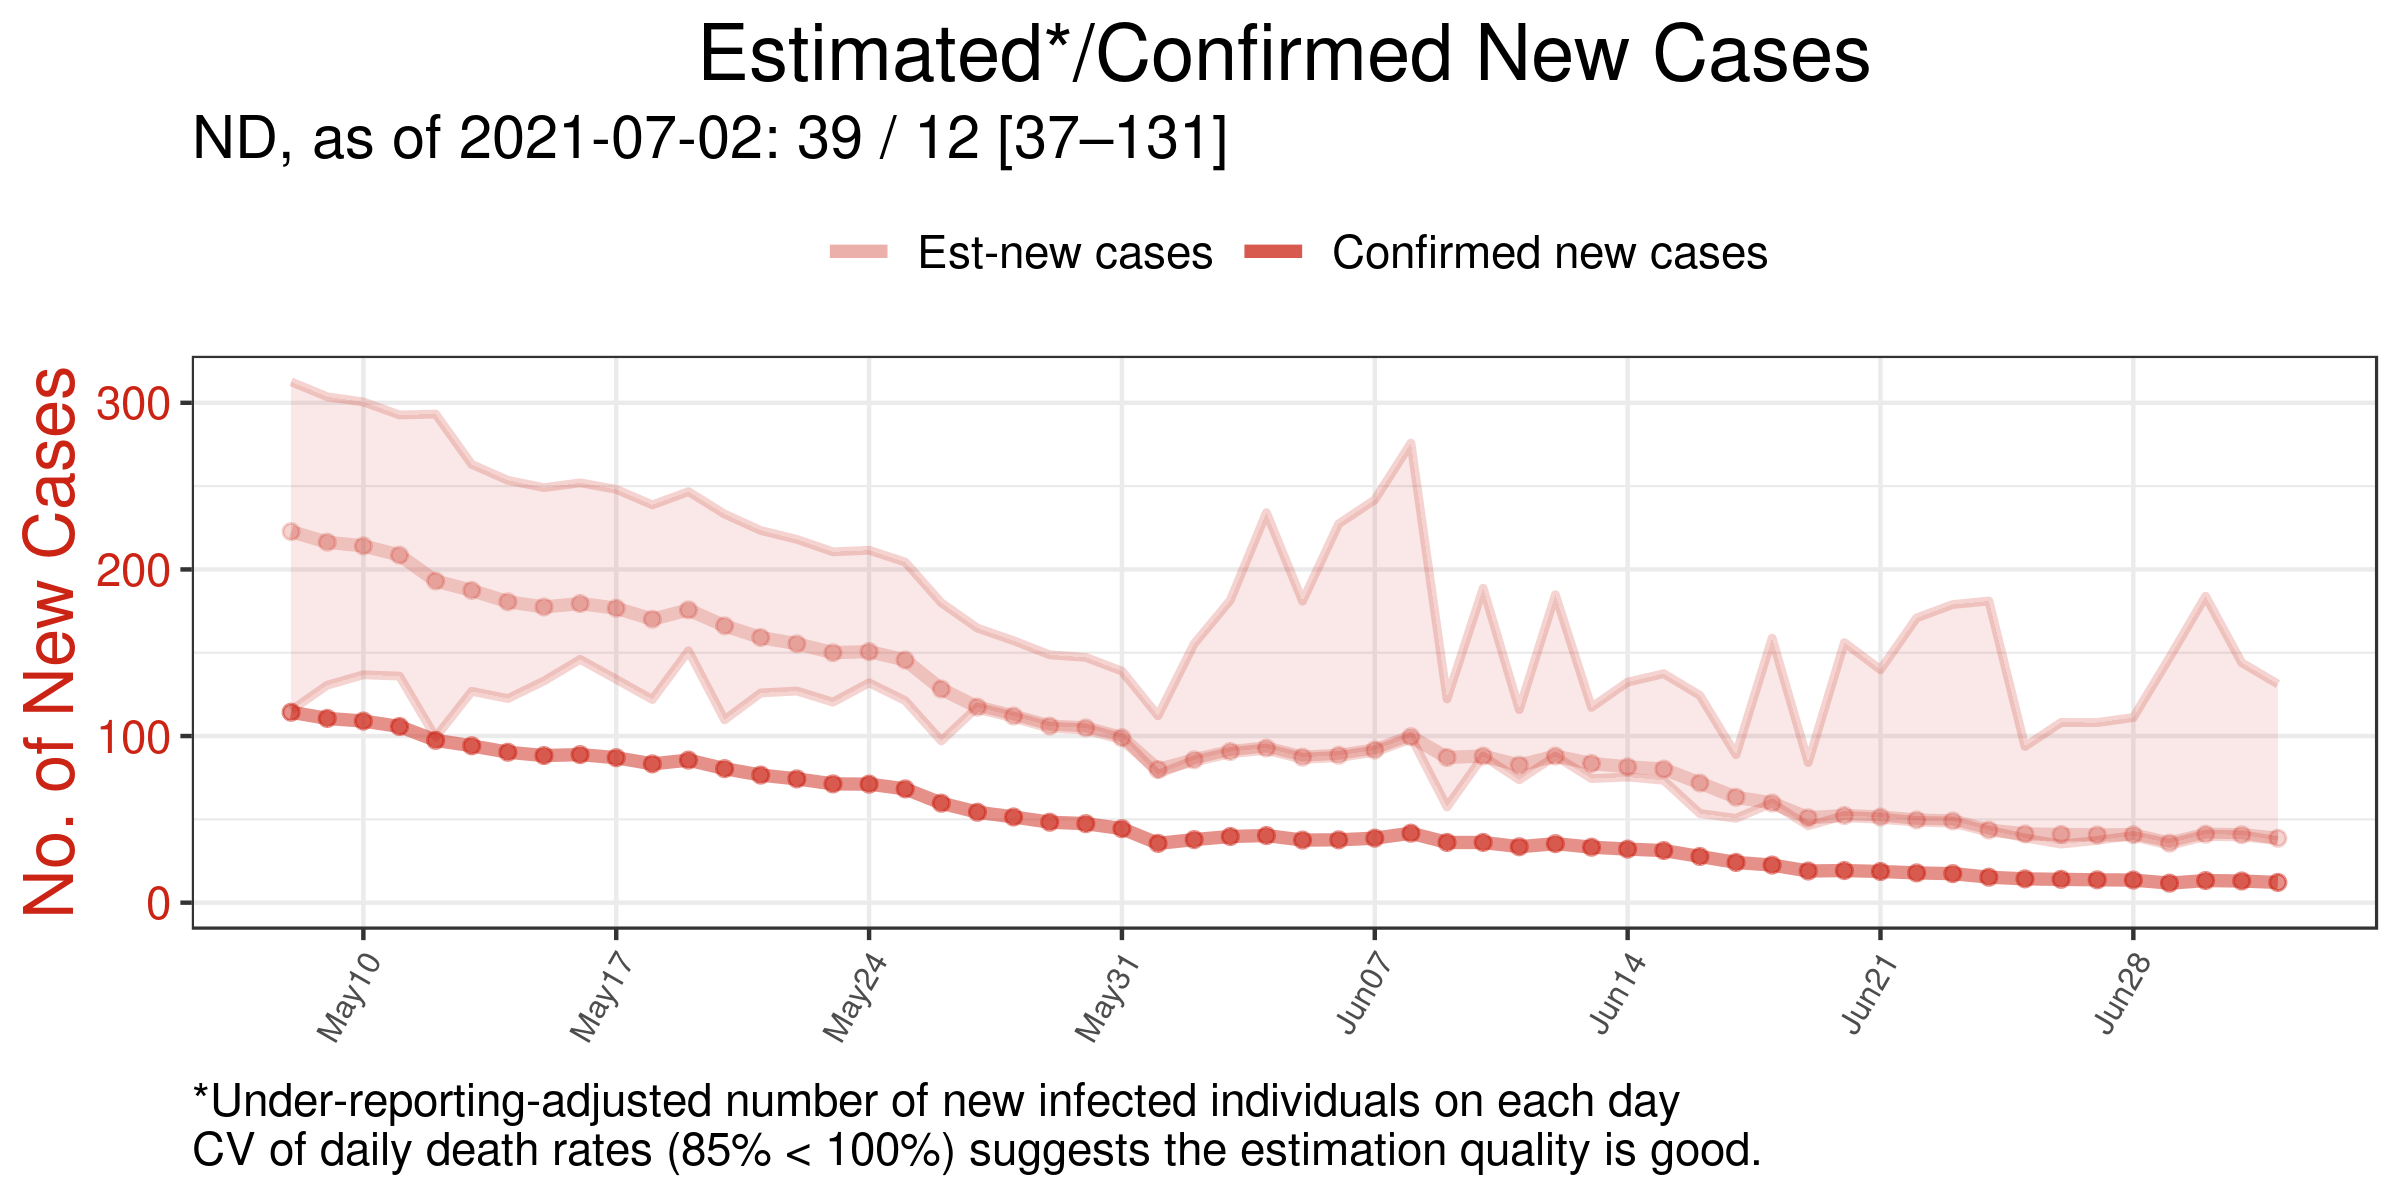 Estimated*/Confirmed New Cases
ND, as of 2021-07-02: 39 / 12 [37–131]
Est-new cases
Confirmed new cases
No. of New Cases
300
200
100
0
May10
May17
May24
May31
Jun07
Jun14
Jun21
Jun28
*Under-reporting-adjusted number of new infected individuals on each day
CV of daily death rates (85% < 100%) suggests the estimation quality is good.